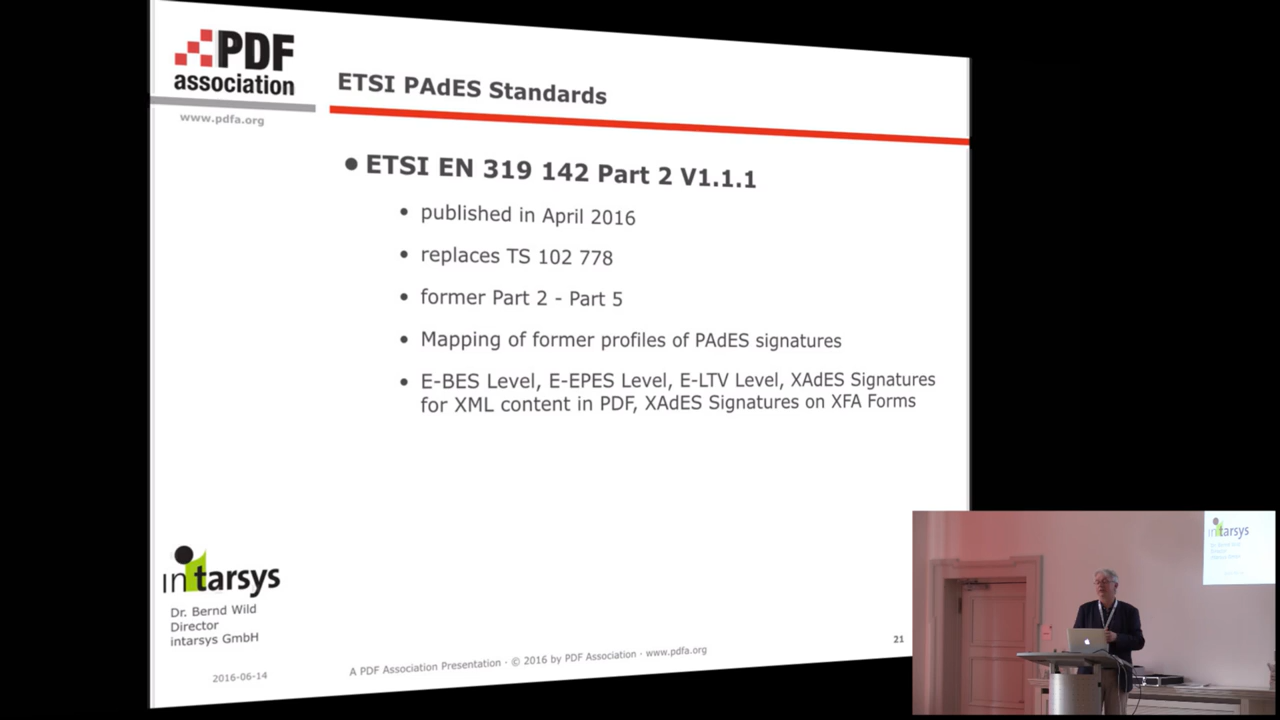 PDF
association
www.pdfa.org
ETSI PAdES Standards
ETSI EN 319 142 Part 2 V1.1.1
published in April 2016
replaces TS 102 778
former Part 2 - Part 5
Mapping of former profiles of PAdES signatures
E-BES Level, E-EPES Level, E-LTV Level, XAdES Signatures
for XML content in PDF, XAdES Signatures on XFA Forms
intarsys
Dr. Bernd Wild
Director
intarsys GmbH
2016-06-14
A PDF Association Presentation · © 2016 by PDF Association · www.pdfa.org
21
intarsys